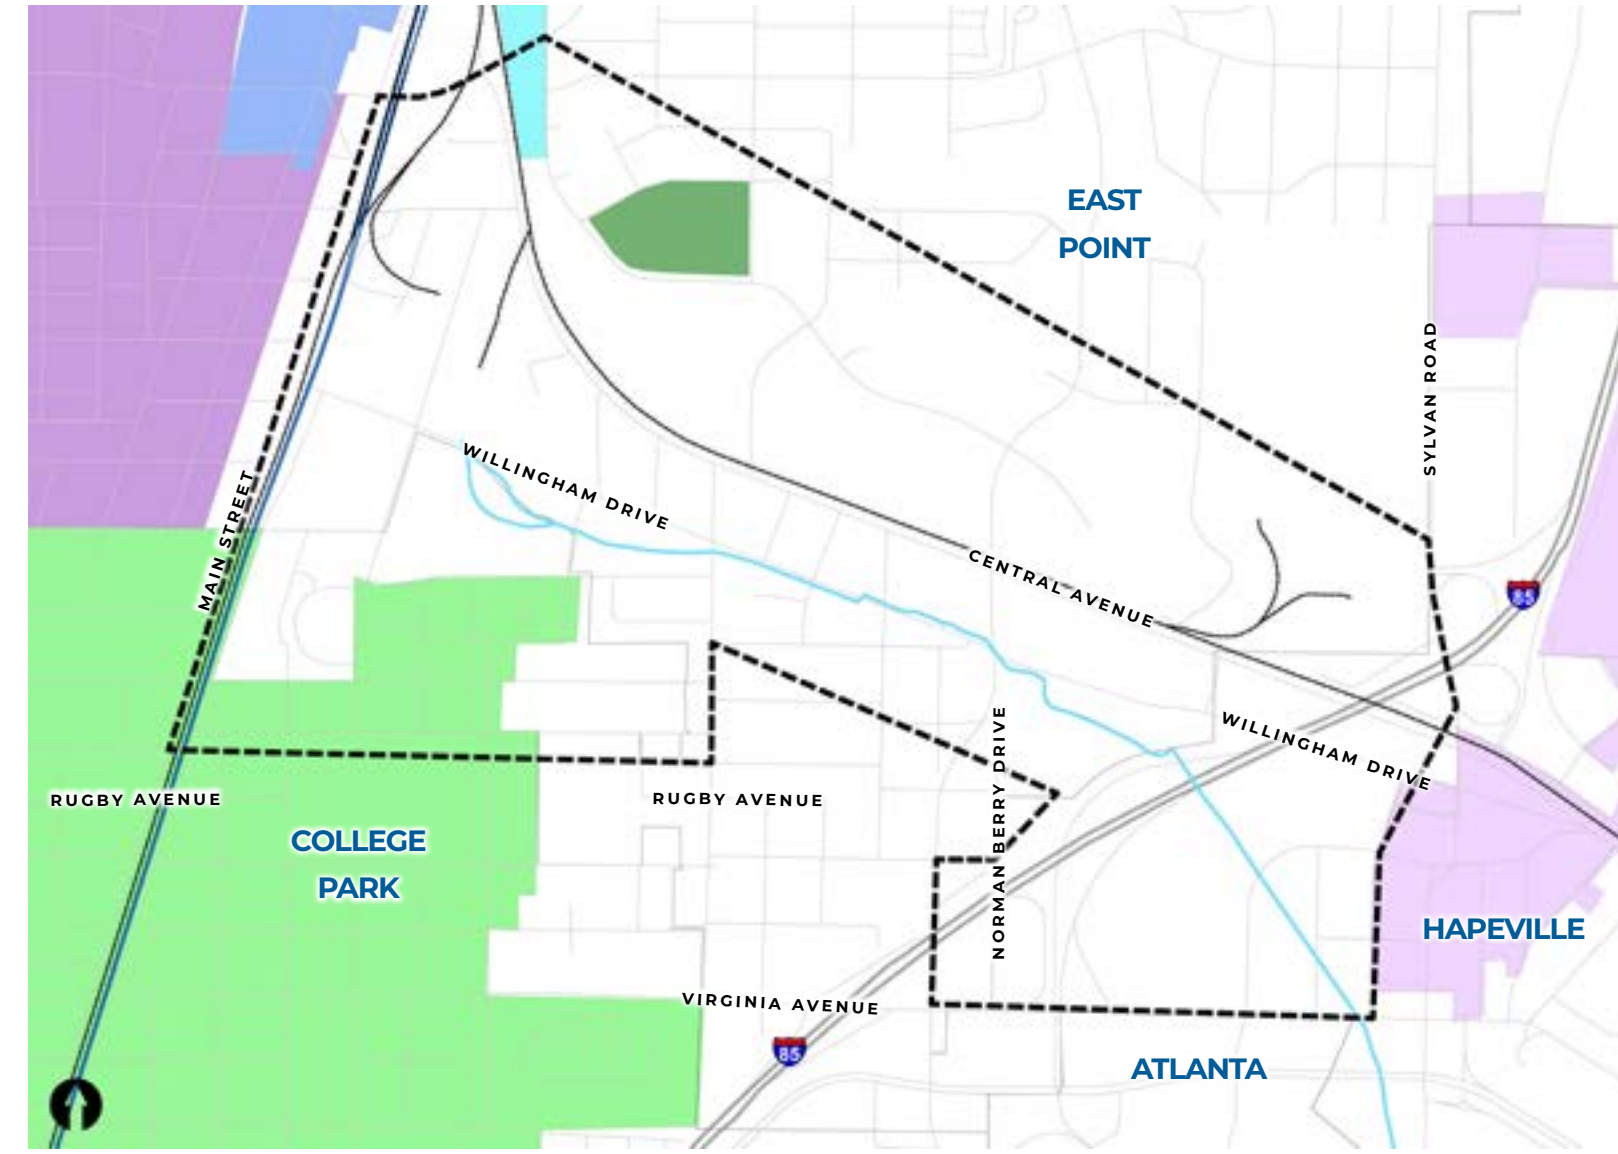 EAST
POINT
SYLVAN ROAD
WILLINGHAM DRIVE
MAIN STREET
CENTRAL AVENUE
85
WILLINGHAM DRIVE
NORMAN BERRY DRIVE
RUGBY AVENUE
RUGBY AVENUE
COLLEGE
PARK
HAPEVILLE
VIRGINIA AVENUE
85
ATLANTA